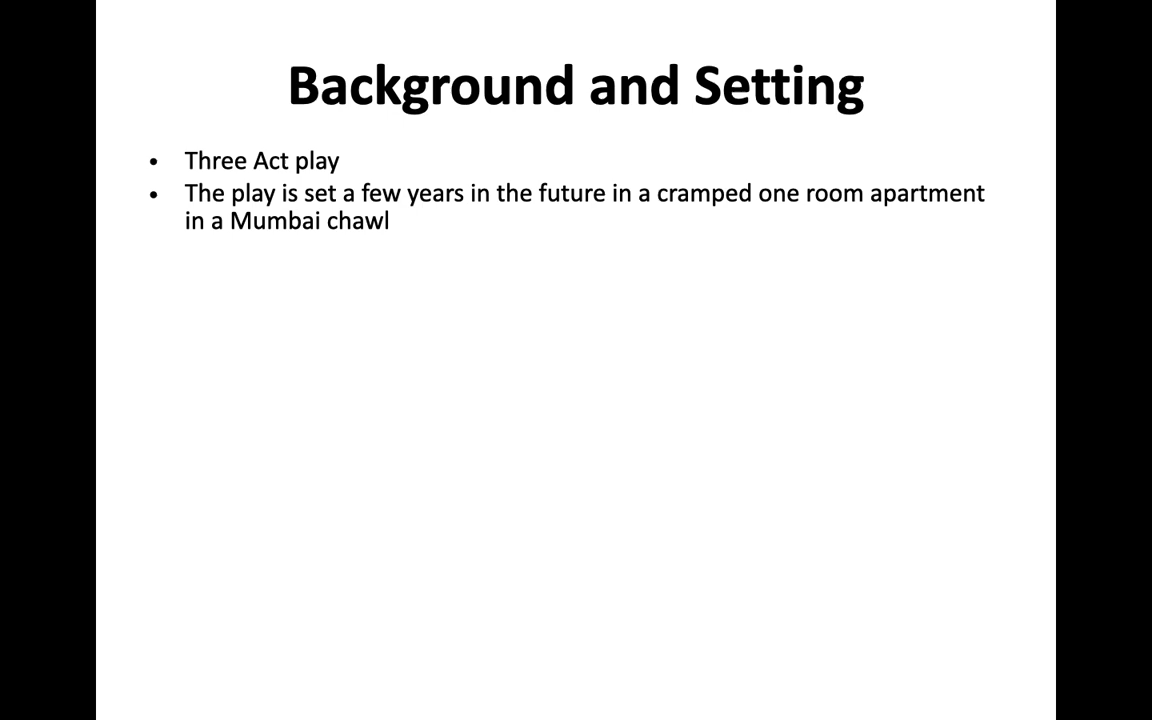 Background and Setting
• Three Act play
• The play is set a few years in the future in a cramped one room apartment
in a Mumbai chawl